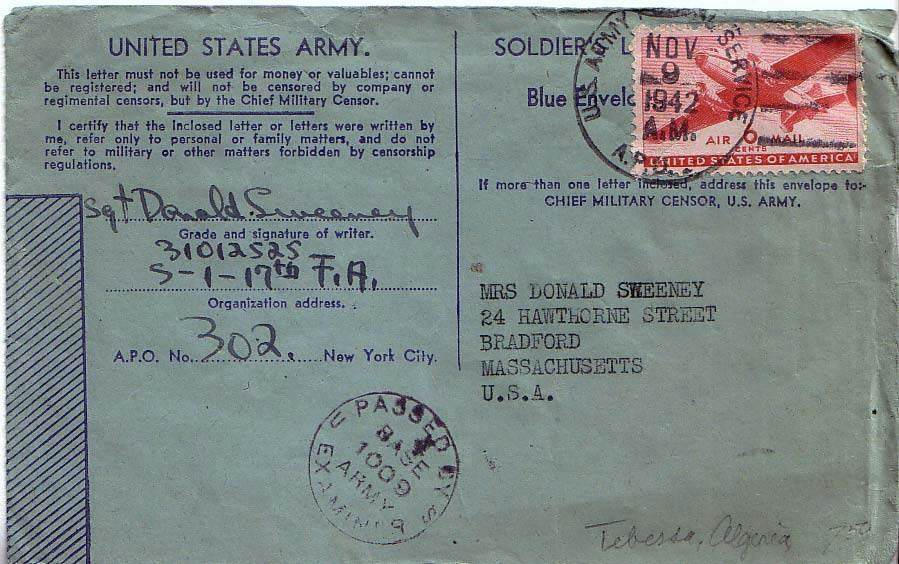 UNITED STATES ARMY.
This letter must not be used for money or valuables; cannot
be registered; and will not be censored by company or
regimental censors, but by the Chief Military Censor.
I certify that the inclosed letter or letters were written by
me, refer only to personal or family matters, and do not
refer to military or other matters forbidden by censorship
regulations.
Sgt Donald Sweeney
Grade and signature of writer.
31012525
S-1-17th F.A.
Organization address.
302.
A.P.O. No. New York City.
SOLDIER'S L
Blue Envelo
U.S. ARMY SERVICE
NOV
9
1942
A.M.
A.P.O.
AIR 6 MAIL
CENTS
UNITED STATES OF AMERICA
If more than one letter inclosed, address this envelope to:-
CHIEF MILITARY CENSOR, U.S. ARMY.
MRS DONALD SWEENEY
24 HAWTHORNE STREET
BRADFORD
MASSACHUSETTS
U.S.A.
PASSED BY
U S
BASE
1009
ARMY
Tebessa, Algeria